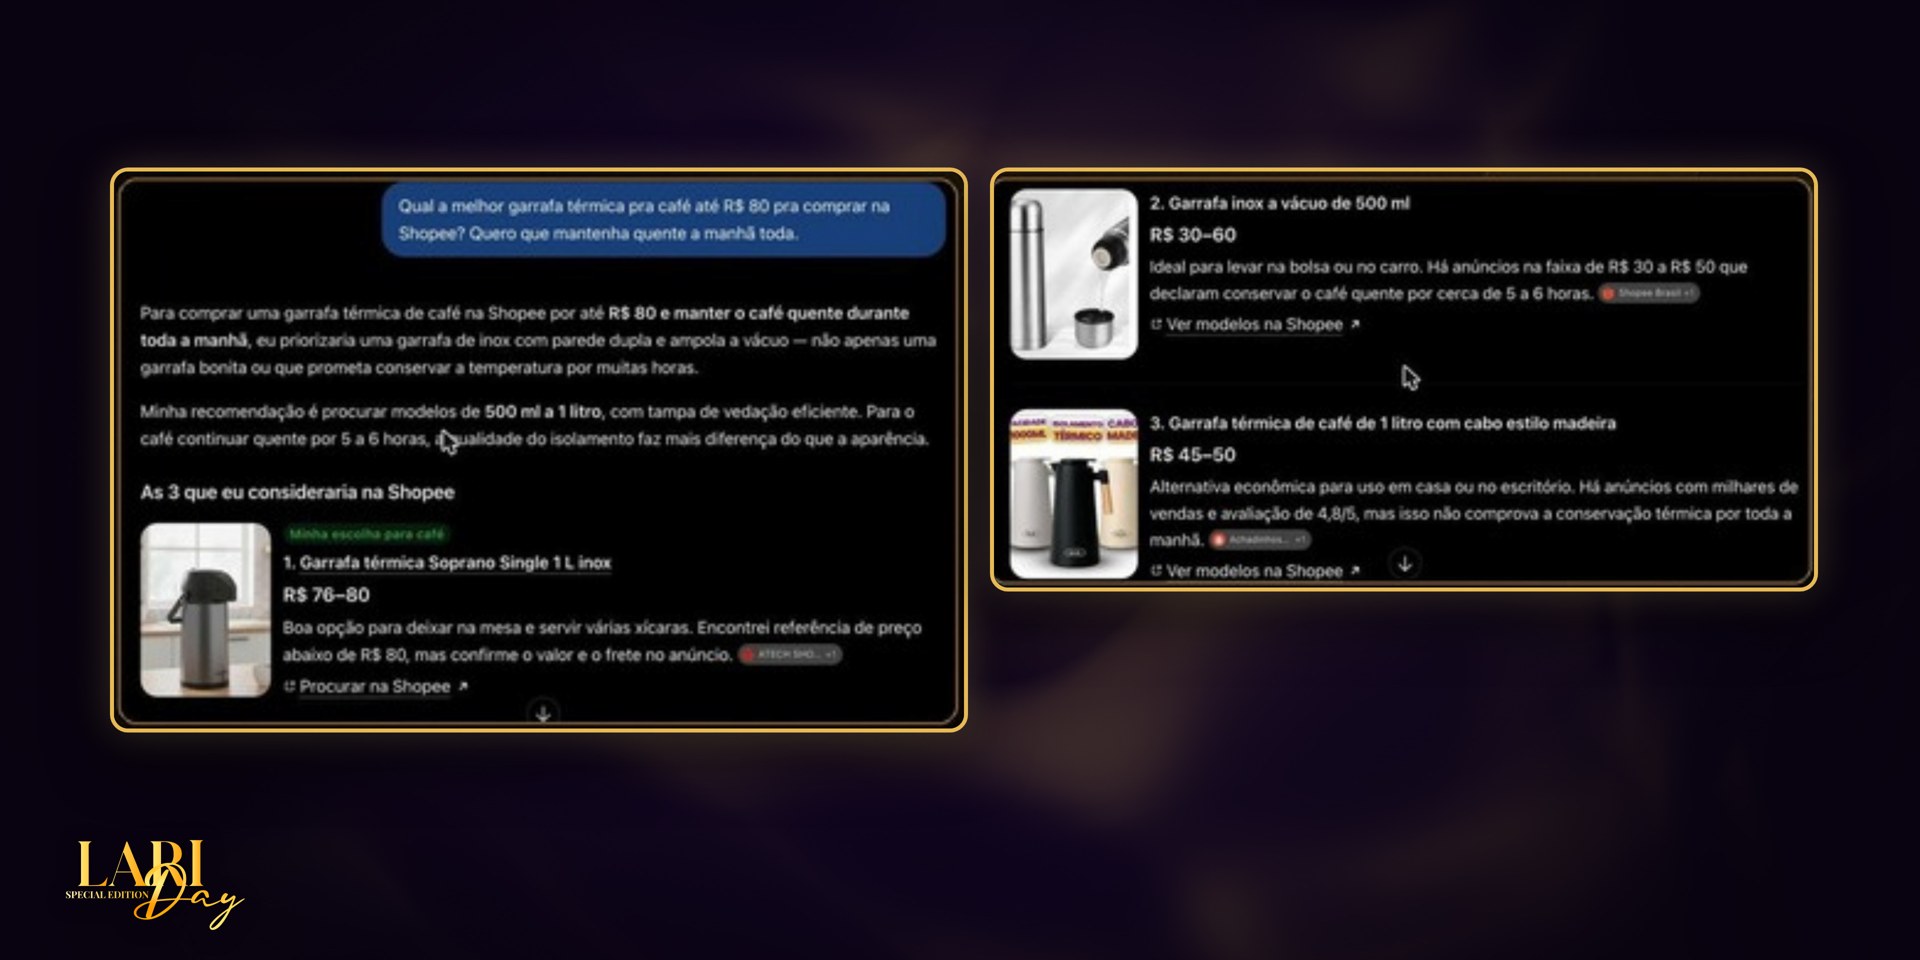 Qual a melhor garrafa térmica pra café até R$ 80 pra comprar na
Shopee? Quero que mantenha quente a manhã toda.
Para comprar uma garrafa térmica de café na Shopee por até R$ 80 e manter o café quente durante
toda a manhã, eu priorizaria uma garrafa de inox com parede dupla e ampola a vácuo — não apenas uma
garrafa bonita ou que prometa conservar a temperatura por muitas horas.
Minha recomendação é procurar modelos de 500 ml a 1 litro, com tampa de vedação eficiente. Para o
café continuar quente por 5 a 6 horas, a qualidade do isolamento faz mais diferença do que a aparência.
As 3 que eu consideraria na Shopee
Minha escolha para café
1. Garrafa térmica Soprano Single 1 L inox
R$ 76–80
Boa opção para deixar na mesa e servir várias xícaras. Encontrei referência de preço
abaixo de R$ 80, mas confirme o valor e o frete no anúncio. ATECH SHO... +1
Procurar na Shopee
2. Garrafa inox a vácuo de 500 ml
R$ 30–60
Ideal para levar na bolsa ou no carro. Há anúncios na faixa de R$ 30 a R$ 50 que
declaram conservar o café quente por cerca de 5 a 6 horas. Shopee Brasil +1
Ver modelos na Shopee
TÉRMICO
3. Garrafa térmica de café de 1 litro com cabo estilo madeira
R$ 45–50
Alternativa econômica para uso em casa ou no escritório. Há anúncios com milhares de
vendas e avaliação de 4,8/5, mas isso não comprova a conservação térmica por toda a
manhã. Achadinhos... +1
Ver modelos na Shopee
LARI
SPECIAL EDITION Day